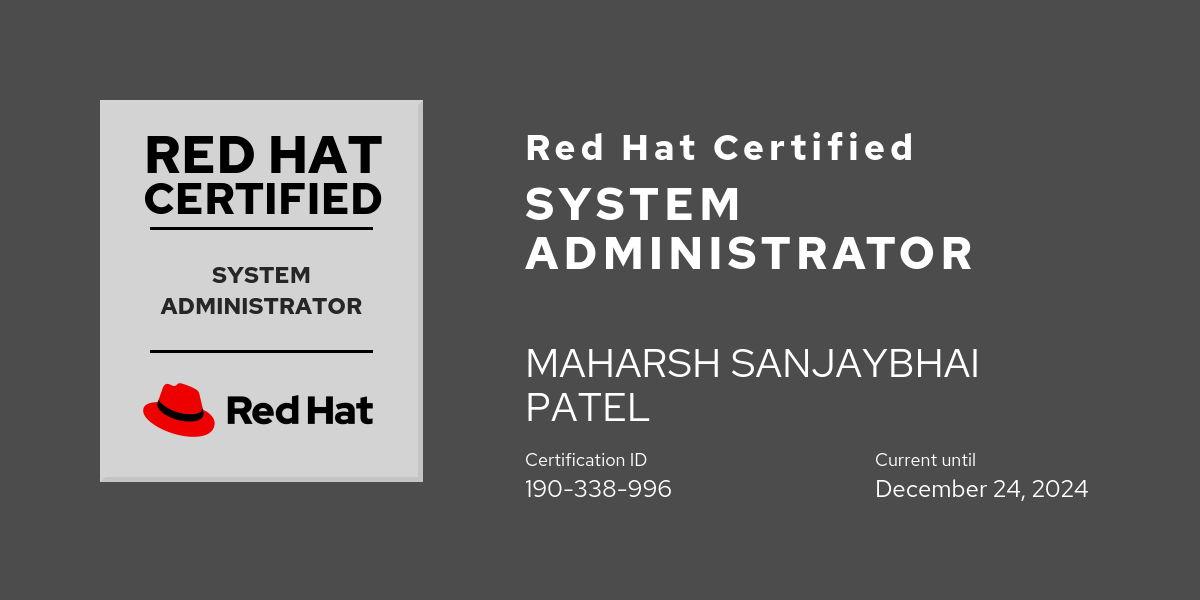 RED HAT
CERTIFIED
SYSTEM
ADMINISTRATOR
Red Hat
Red Hat Certified
SYSTEM
ADMINISTRATOR
MAHARSH SANJAYBHAI
PATEL
Certification ID
190-338-996
Current until
December 24, 2024